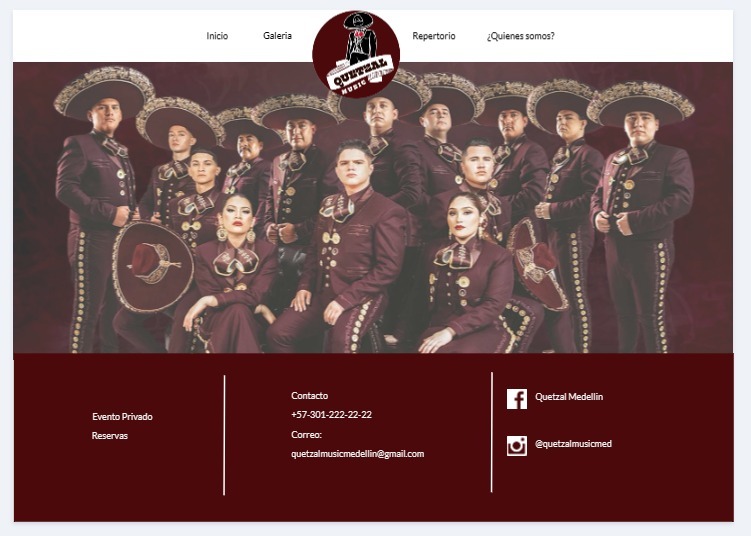 Inicio
Galeria
Repertorio
¿Quienes somos?
QUETZAL
MUSIC
Evento Privado
Reservas
Contacto
+57-301-222-22-22
Correo:
quetzalmusicmedellin@gmail.com
Quetzal Medellin
@quetzalmusicmed